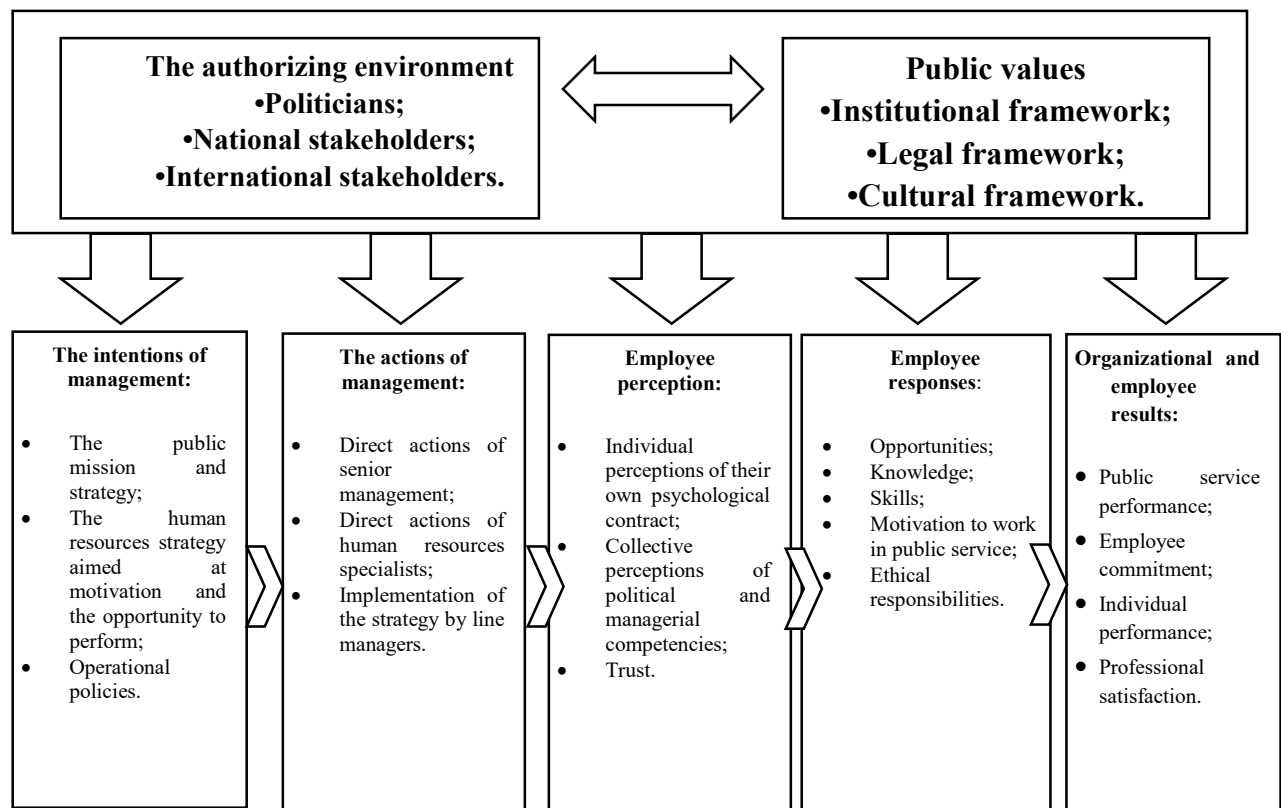 The authorizing environment
•Politicians;
•National stakeholders;
•International stakeholders.
Public values
•Institutional framework;
•Legal framework;
•Cultural framework.
The intentions of
management:
• The public
mission and
strategy;
• The human
resources strategy
aimed at
motivation and
the opportunity to
perform;
• Operational
policies.
The actions of
management:
• Direct actions of
senior
management;
• Direct actions of
human resources
specialists;
• Implementation of
the strategy by line
managers.
Employee
perception:
• Individual
perceptions of their
own psychological
contract;
• Collective
perceptions of
political and
managerial
competencies;
• Trust.
Employee
responses:
• Opportunities;
• Knowledge;
• Skills;
• Motivation to work
in public service;
• Ethical
responsibilities.
Organizational and
employee
results:
• Public service
performance;
• Employee
commitment;
• Individual
performance;
• Professional
satisfaction.